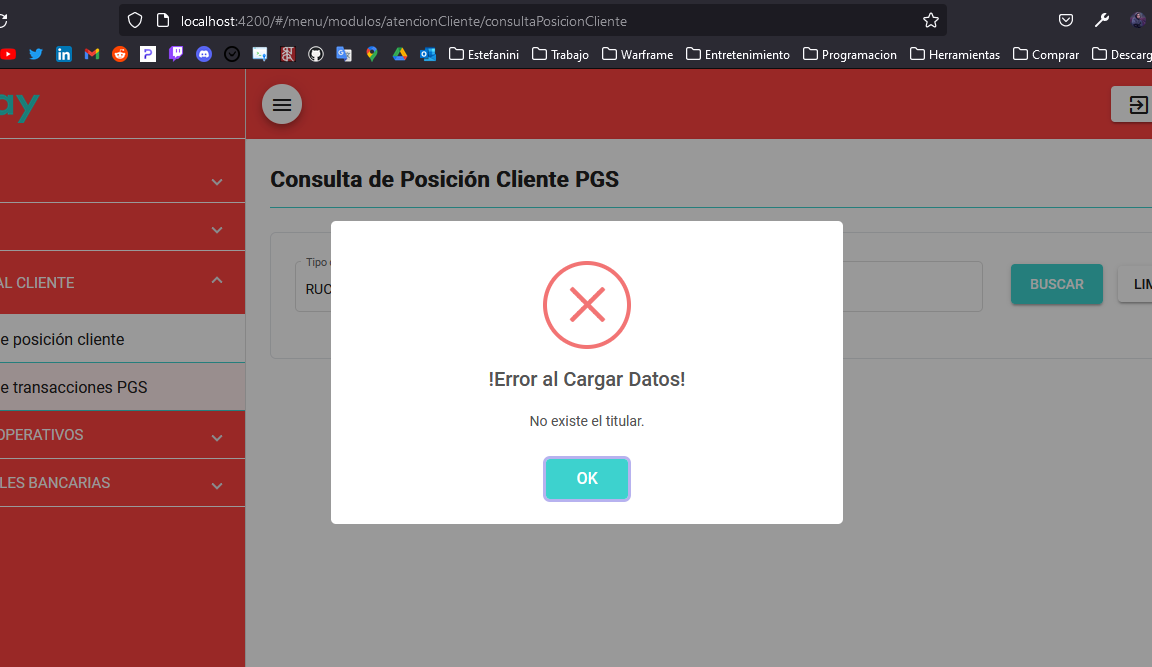 localhost:4200/#/menu/modulos/atencionCliente/consultaPosicionCliente
Estefanini Trabajo Warframe Entretenimiento Programacion Herramientas Comprar Descarg
ay
Consulta de Posición Cliente PGS
AL CLIENTE
e posición cliente
e transacciones PGS
OPERATIVOS
LES BANCARIAS
Tipo
RUC
BUSCAR
LIM
!Error al Cargar Datos!
No existe el titular.
OK